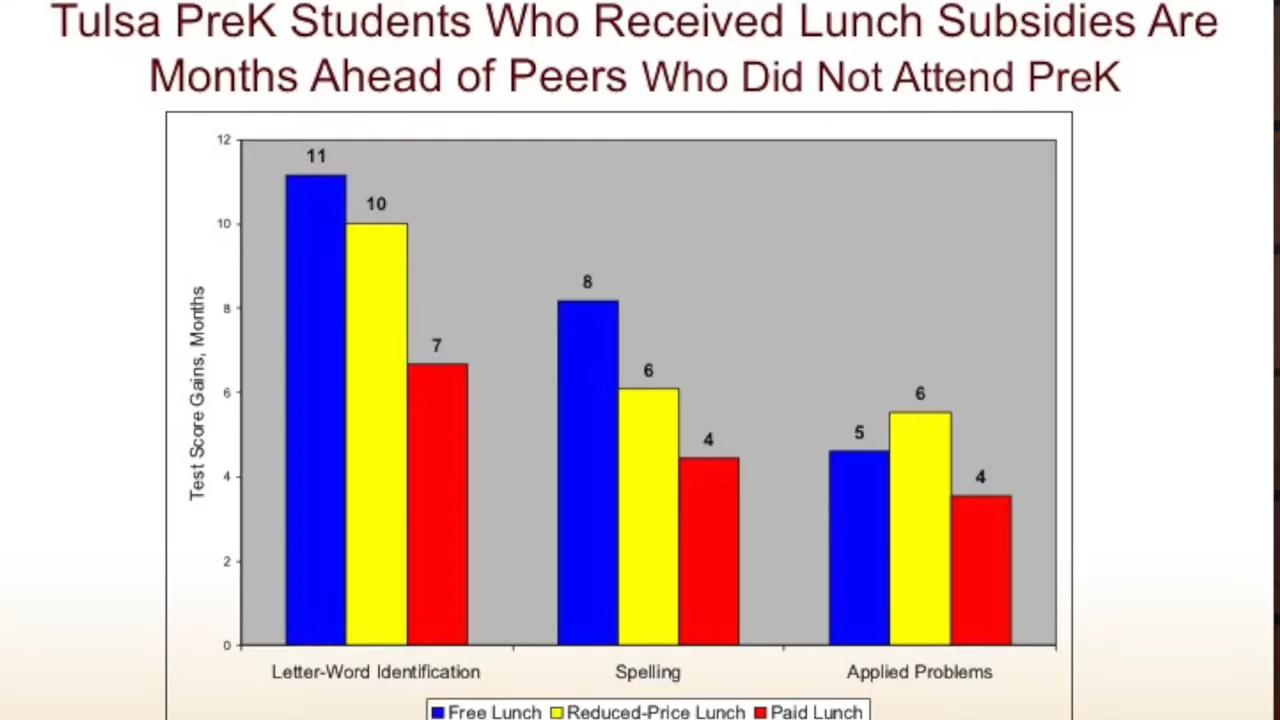 Tulsa PreK Students Who Received Lunch Subsidies Are
Months Ahead of Peers Who Did Not Attend PreK
12
10
8
6
4
2
0
Test Score Gains, Months
11
10
7
8
6
4
5
6
4
Letter-Word Identification
Spelling
Applied Problems
Free Lunch Reduced-Price Lunch Paid Lunch